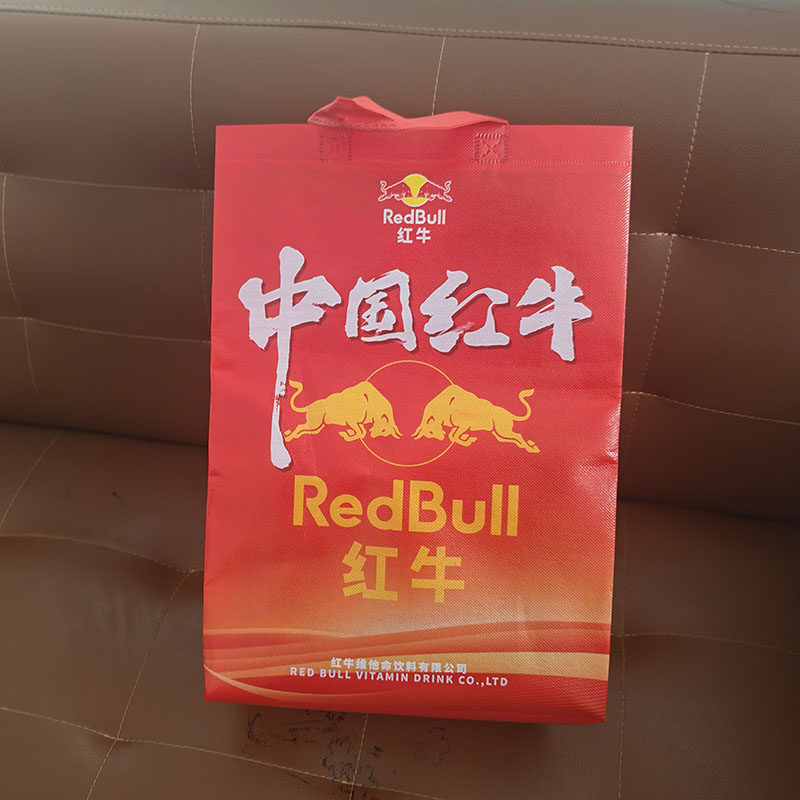 RedBull
红牛
中国红牛
RedBull
红牛
红牛维他命饮料有限公司
RED BULL VITAMIN DRINK CO.,LTD